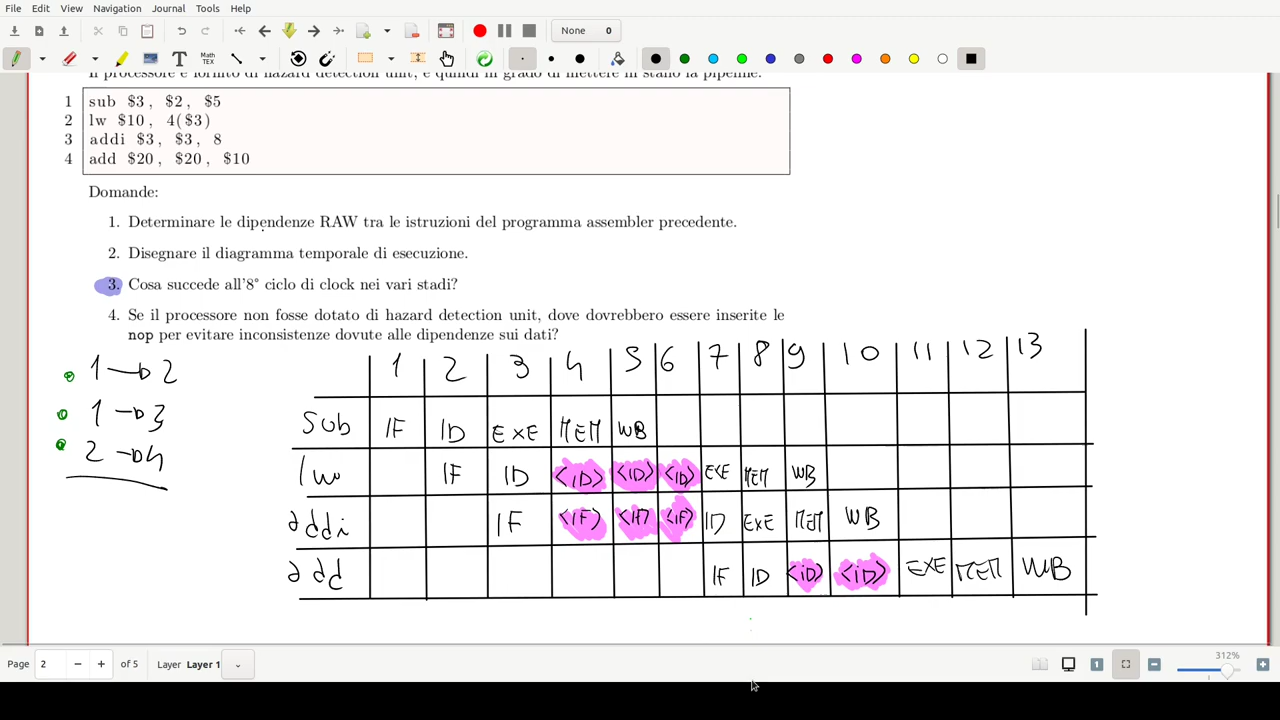 File Edit View Navigation Journal Tools Help
None 0
Math TEX
1 sub $3, $2, $5
2 lw $10, 4($3)
3 addi $3, $3, 8
4 add $20, $20, $10
Domande:
1. Determinare le dipendenze RAW tra le istruzioni del programma assembler precedente.
2. Disegnare il diagramma temporale di esecuzione.
3. Cosa succede all'8° ciclo di clock nei vari stadi?
4. Se il processore non fosse dotato di hazard detection unit, dove dovrebbero essere inserite le
nop per evitare inconsistenze dovute alle dipendenze sui dati?
1 → 2
1 → 3
2 → 4
1 2 3 4 5 6 7 8 9 10 11 12 13
sub IF ID EXE MEM WB
lw IF ID <ID> <ID> <ID> EXE MEM WB
addi IF <IF> <IF> <IF> ID EXE MEM WB
add IF ID <ID> <ID> EXE MEM WB
Page 2 of 5 Layer Layer 1 1 312%